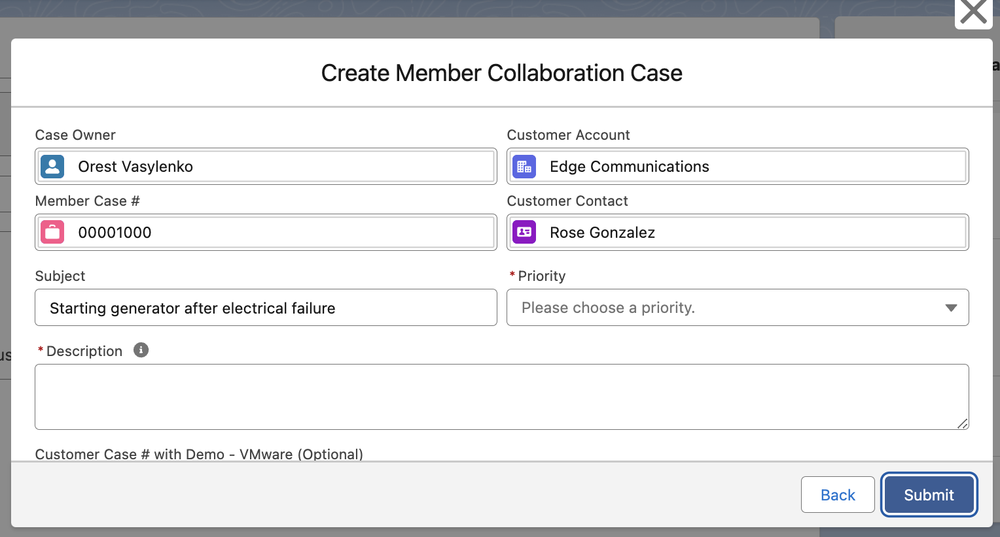 Create Member Collaboration Case
Case Owner
Orest Vasylenko
Customer Account
Edge Communications
Member Case #
00001000
Customer Contact
Rose Gonzalez
Subject
Starting generator after electrical failure
* Priority
Please choose a priority.
* Description
Customer Case # with Demo - VMware (Optional)
Back
Submit